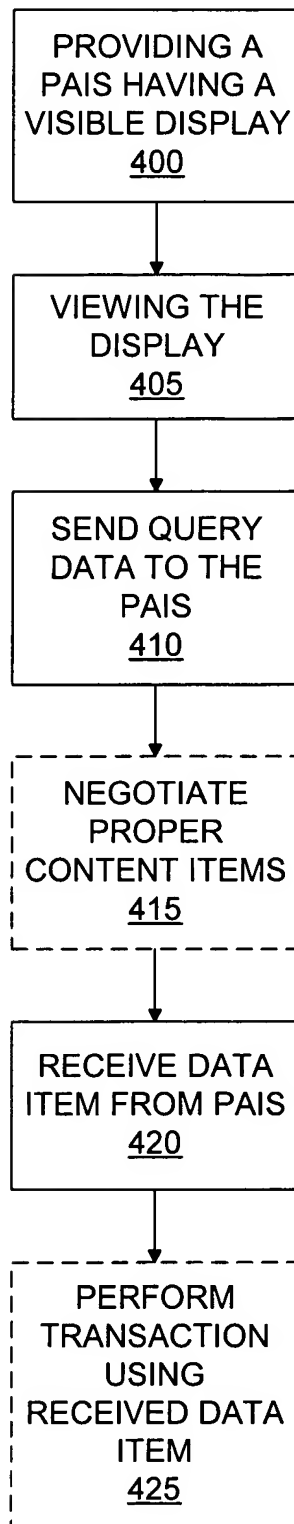 PROVIDING A
PAIS HAVING A
VISIBLE DISPLAY
400
VIEWING THE
DISPLAY
405
SEND QUERY
DATA TO THE
PAIS
410
NEGOTIATE
PROPER
CONTENT ITEMS
415
RECEIVE DATA
ITEM FROM PAIS
420
PERFORM
TRANSACTION
USING
RECEIVED DATA
ITEM
425